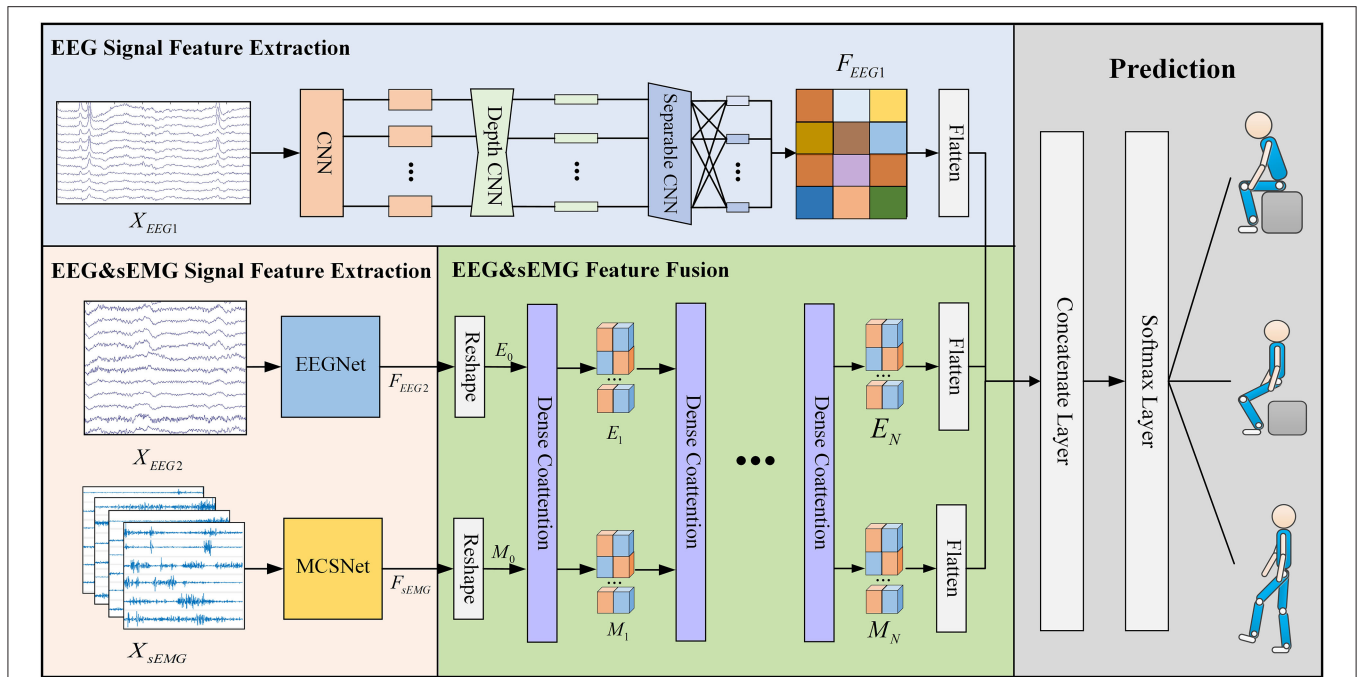 EEG Signal Feature Extraction
X_EEG1
CNN
...
Depth CNN
...
Separable CNN
...
F_EEG1
Flatten
EEG&sEMG Signal Feature Extraction
X_EEG2
EEGNet
F_EEG2
X_sEMG
MCSNet
F_sEMG
EEG&sEMG Feature Fusion
Reshape
E_0
Reshape
M_0
Dense Coattention
...
E_1
...
M_1
Dense Coattention
...
Dense Coattention
...
E_N
...
M_N
Flatten
Flatten
Prediction
Concatenate Layer
Softmax Layer